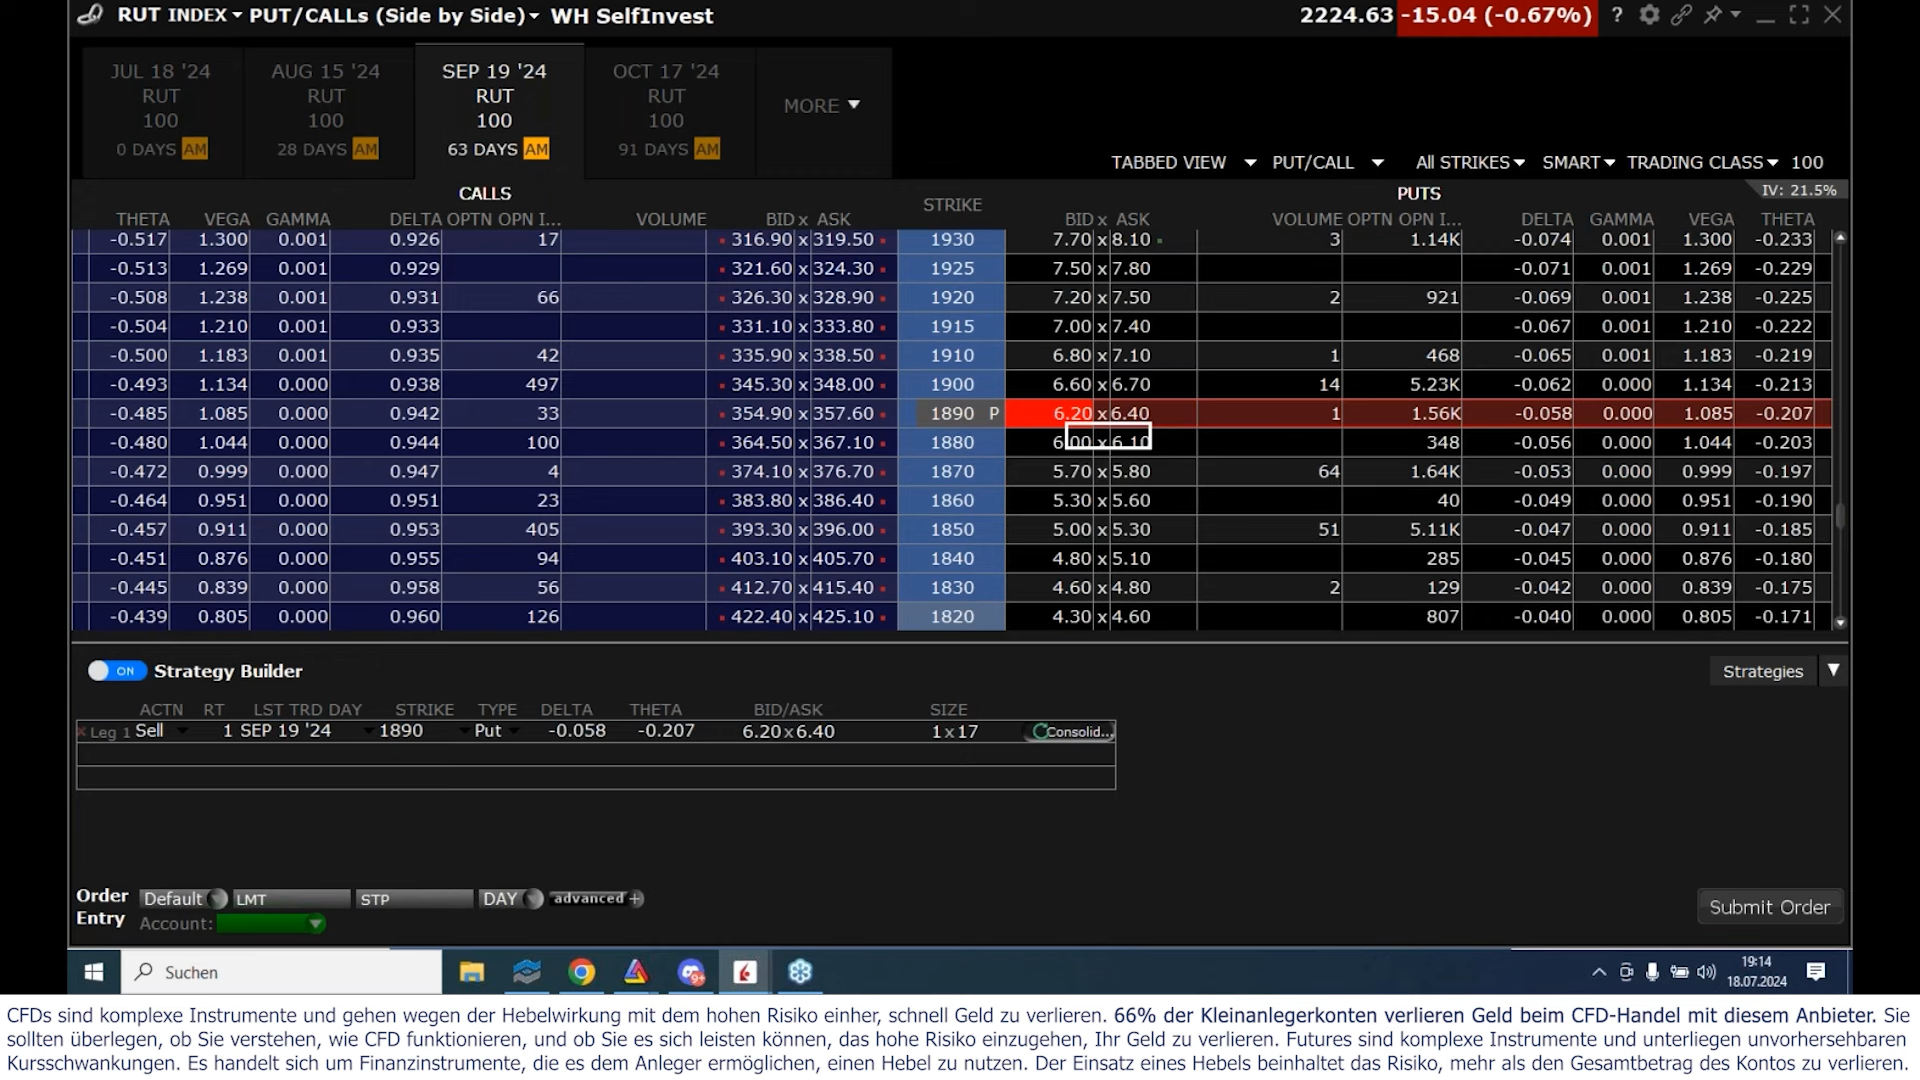 RUT INDEX PUT/CALLs (Side by Side) WH SelfInvest 2224.63 -15.04 (-0.67%) ?
JUL 18 '24 AUG 15 '24 SEP 19 '24 OCT 17 '24
RUT RUT RUT RUT
100 100 100 100 MORE
0 DAYS AM 28 DAYS AM 63 DAYS AM 91 DAYS AM
TABBED VIEW PUT/CALL All STRIKES SMART TRADING CLASS 100
CALLS PUTS IV: 21.5%
THETA VEGA GAMMA DELTA OPTN OPN I... VOLUME BID x ASK STRIKE BID x ASK VOLUME OPTN OPN I... DELTA GAMMA VEGA THETA
-0.517 1.300 0.001 0.926 17 316.90 x 319.50 1930 7.70 x 8.10 3 1.14K -0.074 0.001 1.300 -0.233
-0.513 1.269 0.001 0.929 321.60 x 324.30 1925 7.50 x 7.80 -0.071 0.001 1.269 -0.229
-0.508 1.238 0.001 0.931 66 326.30 x 328.90 1920 7.20 x 7.50 2 921 -0.069 0.001 1.238 -0.225
-0.504 1.210 0.001 0.933 331.10 x 333.80 1915 7.00 x 7.40 -0.067 0.001 1.210 -0.222
-0.500 1.183 0.001 0.935 42 335.90 x 338.50 1910 6.80 x 7.10 1 468 -0.065 0.001 1.183 -0.219
-0.493 1.134 0.000 0.938 497 345.30 x 348.00 1900 6.60 x 6.70 14 5.23K -0.062 0.000 1.134 -0.213
-0.485 1.085 0.000 0.942 33 354.90 x 357.60 1890 P 6.20 x 6.40 1 1.56K -0.058 0.000 1.085 -0.207
-0.480 1.044 0.000 0.944 100 364.50 x 367.10 1880 6.00 x 6.10 348 -0.056 0.000 1.044 -0.203
-0.472 0.999 0.000 0.947 4 374.10 x 376.70 1870 5.70 x 5.80 64 1.64K -0.053 0.000 0.999 -0.197
-0.464 0.951 0.000 0.951 23 383.80 x 386.40 1860 5.30 x 5.60 40 -0.049 0.000 0.951 -0.190
-0.457 0.911 0.000 0.953 405 393.30 x 396.00 1850 5.00 x 5.30 51 5.11K -0.047 0.000 0.911 -0.185
-0.451 0.876 0.000 0.955 94 403.10 x 405.70 1840 4.80 x 5.10 285 -0.045 0.000 0.876 -0.180
-0.445 0.839 0.000 0.958 56 412.70 x 415.40 1830 4.60 x 4.80 2 129 -0.042 0.000 0.839 -0.175
-0.439 0.805 0.000 0.960 126 422.40 x 425.10 1820 4.30 x 4.60 807 -0.040 0.000 0.805 -0.171
ON Strategy Builder Strategies
ACTN RT LST TRD DAY STRIKE TYPE DELTA THETA BID/ASK SIZE
x Leg 1 Sell 1 SEP 19 '24 1890 Put -0.058 -0.207 6.20 x 6.40 1 x 17 Consolid...
Order Entry Default LMT STP DAY advanced + Submit Order
Account:
Suchen 9+ 19:14
18.07.2024
CFDs sind komplexe Instrumente und gehen wegen der Hebelwirkung mit dem hohen Risiko einher, schnell Geld zu verlieren. 66% der Kleinanlegerkonten verlieren Geld beim CFD-Handel mit diesem Anbieter. Sie
sollten überlegen, ob Sie verstehen, wie CFD funktionieren, und ob Sie es sich leisten können, das hohe Risiko einzugehen, Ihr Geld zu verlieren. Futures sind komplexe Instrumente und unterliegen unvorhersehbaren
Kursschwankungen. Es handelt sich um Finanzinstrumente, die es dem Anleger ermöglichen, einen Hebel zu nutzen. Der Einsatz eines Hebels beinhaltet das Risiko, mehr als den Gesamtbetrag des Kontos zu verlieren.